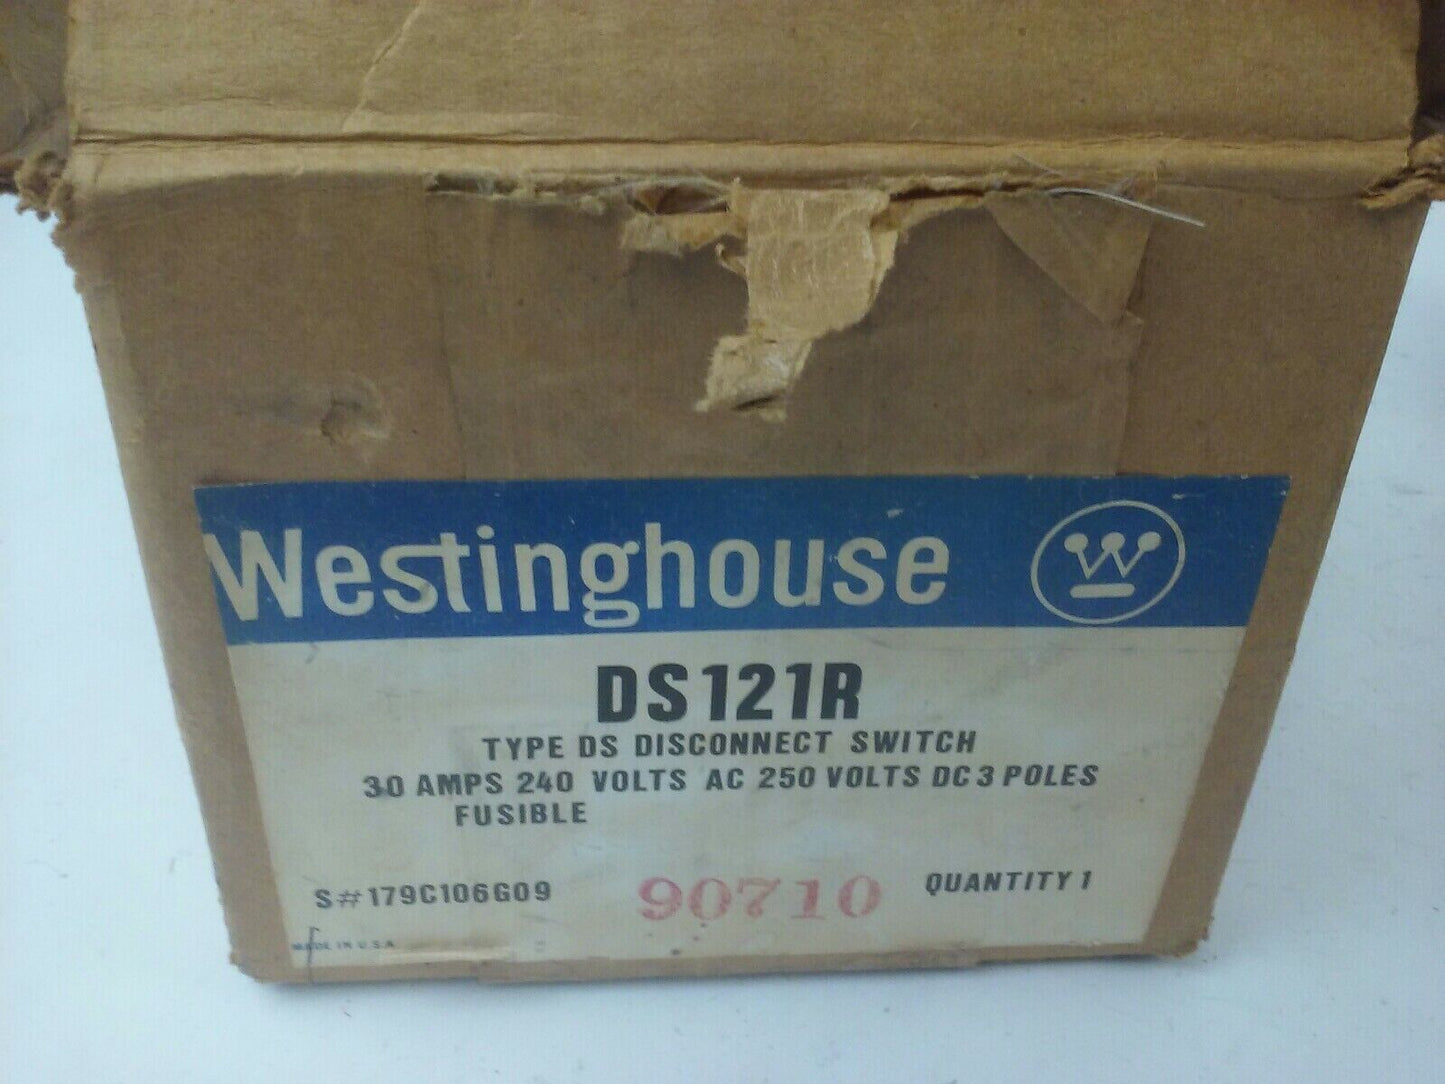 Westinghouse
DS121R
TYPE DS DISCONNECT SWITCH
30 AMPS 240 VOLTS AC 250 VOLTS DC 3 POLES
FUSIBLE
S#179C106G09
90710
QUANTITY 1
MADE IN U.S.A.